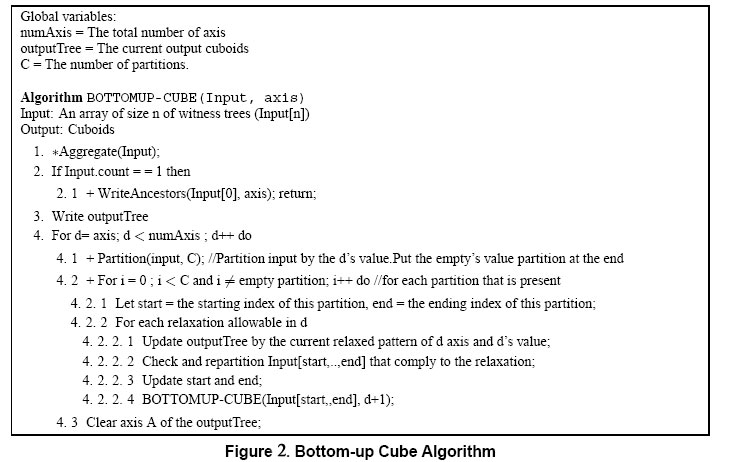 Global variables:
numAxis = The total number of axis
outputTree = The current output cuboids
C = The number of partitions.
Algorithm BOTTOMUP-CUBE(Input, axis)
Input: An array of size n of witness trees (Input[n])
Output: Cuboids
1. *Aggregate(Input);
2. If Input.count = = 1 then
2. 1 + WriteAncestors(Input[0], axis); return;
3. Write outputTree
4. For d= axis; d < numAxis ; d++ do
4. 1 + Partition(input, C); //Partition input by the d's value.Put the empty's value partition at the end
4. 2 + For i = 0 ; i < C and i ≠ empty partition; i++ do //for each partition that is present
4. 2. 1 Let start = the starting index of this partition, end = the ending index of this partition;
4. 2. 2 For each relaxation allowable in d
4. 2. 2. 1 Update outputTree by the current relaxed pattern of d axis and d's value;
4. 2. 2. 2 Check and repartition Input[start,..,end] that comply to the relaxation;
4. 2. 2. 3 Update start and end;
4. 2. 2. 4 BOTTOMUP-CUBE(Input[start,,end], d+1);
4. 3 Clear axis A of the outputTree;
Figure 2. Bottom-up Cube Algorithm